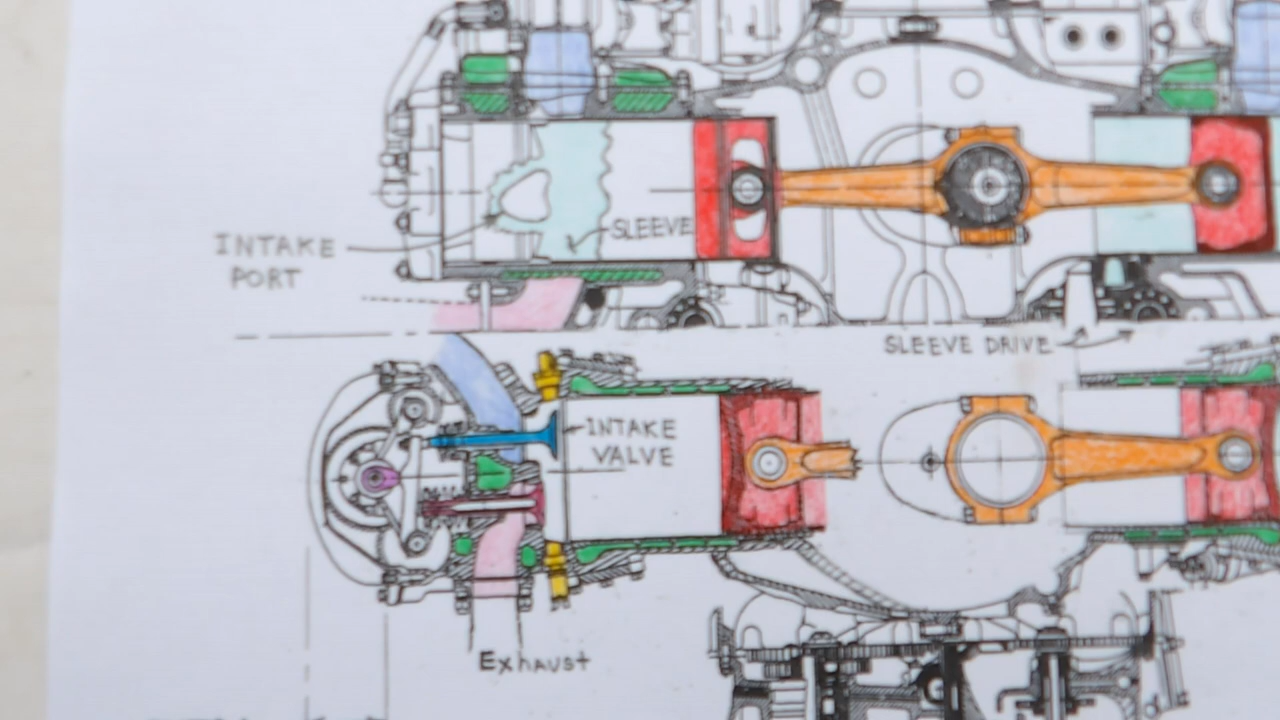 SLEEVE
INTAKE
PORT
SLEEVE DRIVE
INTAKE
VALVE
Exhaust